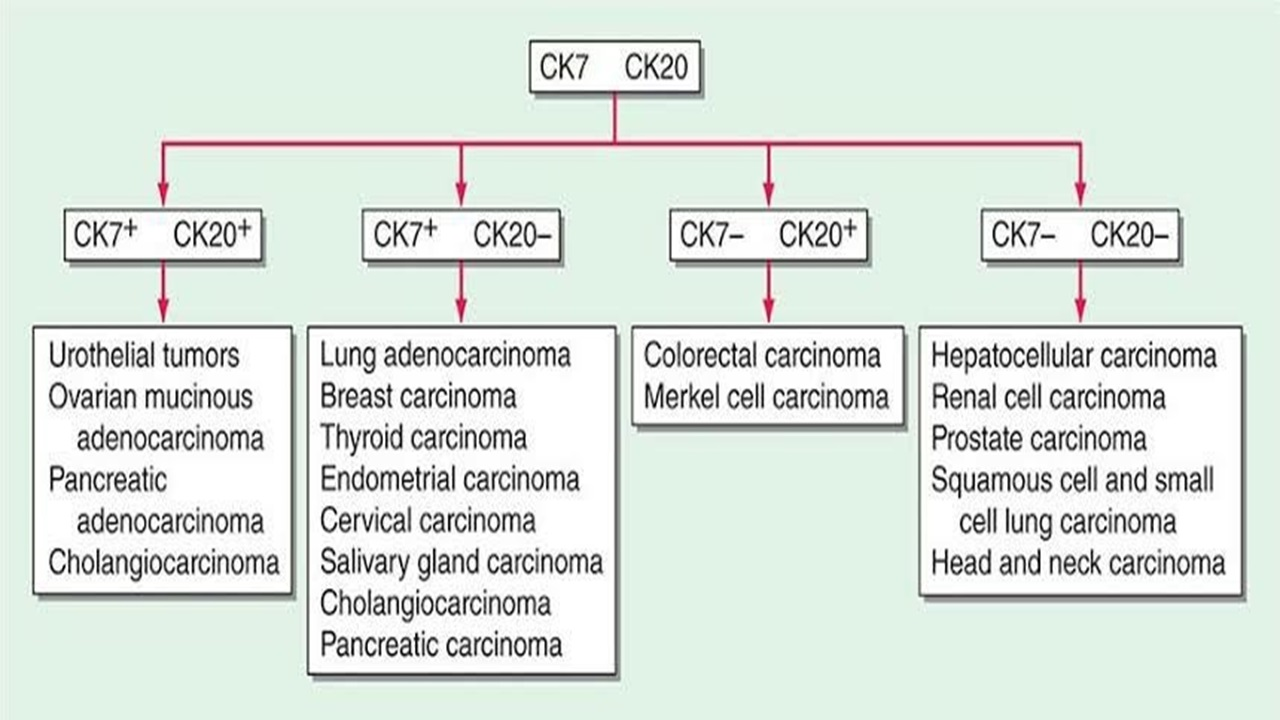 CK7 CK20
CK7+ CK20+
CK7+ CK20–
CK7– CK20+
CK7– CK20–
Urothelial tumors
Ovarian mucinous
adenocarcinoma
Pancreatic
adenocarcinoma
Cholangiocarcinoma
Lung adenocarcinoma
Breast carcinoma
Thyroid carcinoma
Endometrial carcinoma
Cervical carcinoma
Salivary gland carcinoma
Cholangiocarcinoma
Pancreatic carcinoma
Colorectal carcinoma
Merkel cell carcinoma
Hepatocellular carcinoma
Renal cell carcinoma
Prostate carcinoma
Squamous cell and small
cell lung carcinoma
Head and neck carcinoma